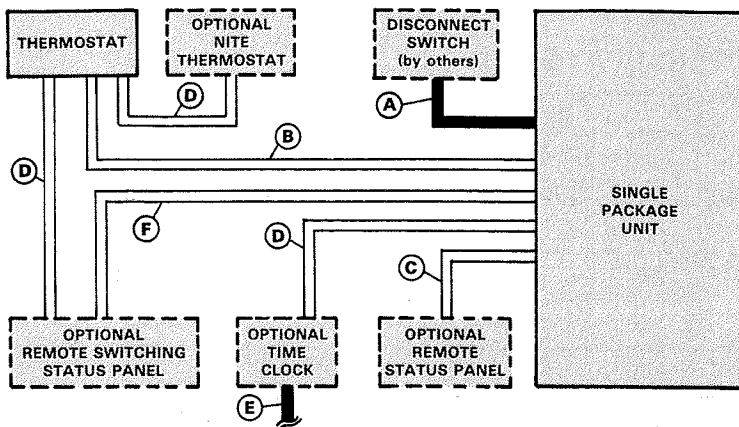 THERMOSTAT
OPTIONAL
NITE
THERMOSTAT
DISCONNECT
SWITCH
(by others)
A
D
B
D
F
D
C
SINGLE
PACKAGE
UNIT
OPTIONAL
REMOTE SWITCHING
STATUS PANEL
OPTIONAL
TIME
CLOCK
OPTIONAL
REMOTE
STATUS PANEL
E